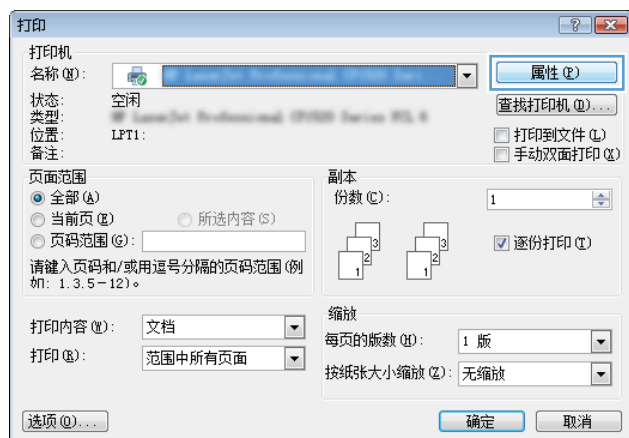 打印
打印机
名称(N):
属性(P)
状态: 空闲
类型:
查找打印机(D)...
位置: LPT1:
打印到文件(L)
备注:
手动双面打印(X)
页面范围
全部(A)
当前页(E) 所选内容(S)
页码范围(G):
请键入页码和/或用逗号分隔的页码范围(例
如: 1.3.5-12)。
副本
份数(C): 1
3
2
1
3
2
1
逐份打印(T)
打印内容(W): 文档
打印(R): 范围中所有页面
缩放
每页的版数(H): 1 版
按纸张大小缩放(Z): 无缩放
选项(O)...
确定
取消